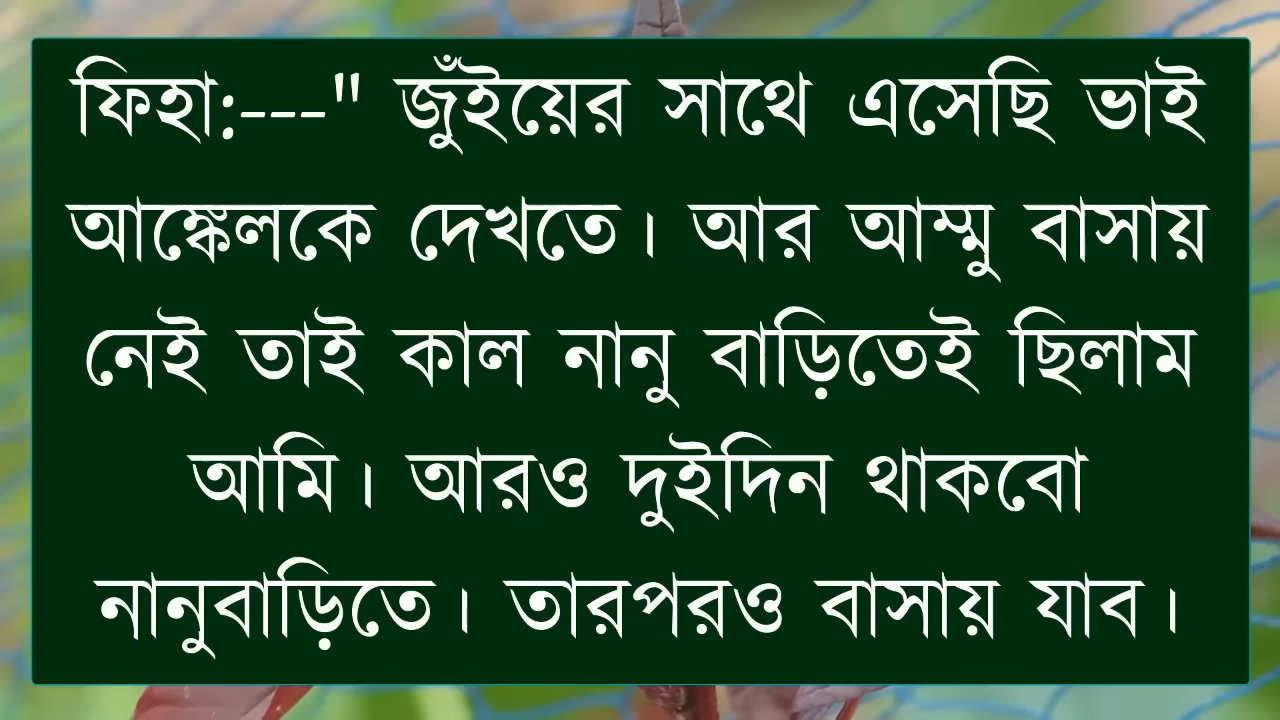 ফিহা:---" জুঁইয়ের সাথে এসেছি ভাই
আঙ্কেলকে দেখতে। আর আম্মু বাসায়
নেই তাই কাল নানু বাড়িতেই ছিলাম
আমি। আরও দুইদিন থাকবো
নানুবাড়িতে। তারপরও বাসায় যাব।